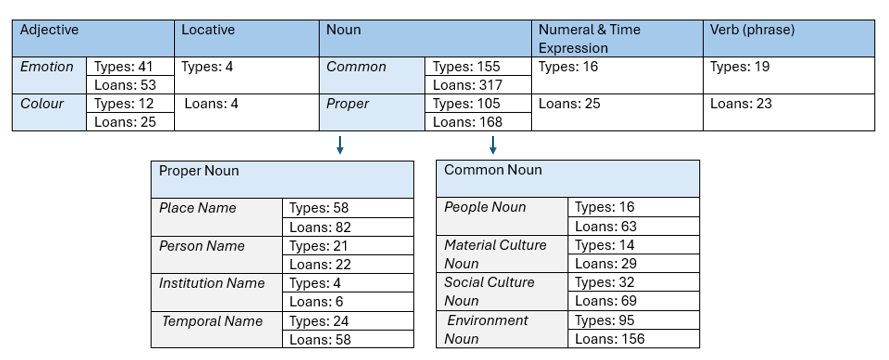 Adjective Locative Noun Numeral & Time Verb (phrase)
Expression
Emotion Types: 41 Types: 4 Common Types: 155 Types: 16 Types: 19
Loans: 53 Loans: 317
Colour Types: 12 Loans: 4 Proper Types: 105 Loans: 25 Loans: 23
Loans: 25 Loans: 168
Proper Noun
Place Name Types: 58
Loans: 82
Person Name Types: 21
Loans: 22
Institution Name Types: 4
Loans: 6
Temporal Name Types: 24
Loans: 58
Common Noun
People Noun Types: 16
Loans: 63
Material Culture Types: 14
Noun Loans: 29
Social Culture Types: 32
Noun Loans: 69
Environment Types: 95
Noun Loans: 156